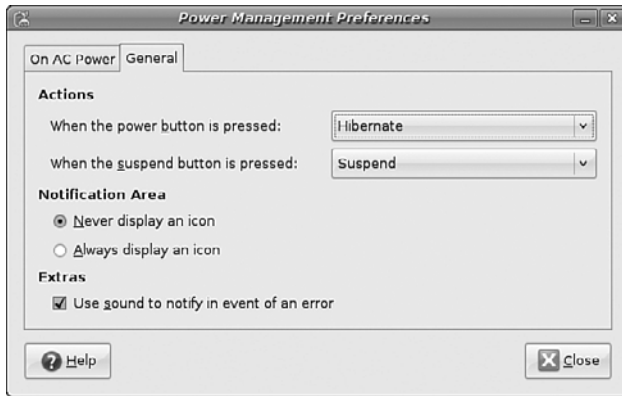 Power Management Preferences
On AC Power General
Actions
When the power button is pressed: Hibernate
When the suspend button is pressed: Suspend
Notification Area
Never display an icon
Always display an icon
Extras
Use sound to notify in event of an error
Help Close